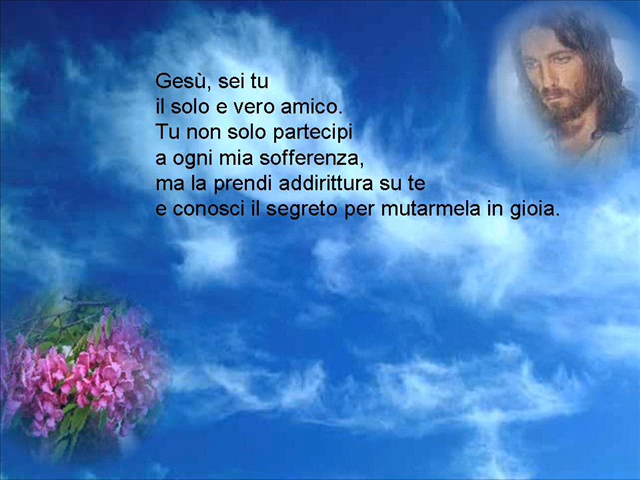 Gesù, sei tu
il solo e vero amico.
Tu non solo partecipi
a ogni mia sofferenza,
ma la prendi addirittura su te
e conosci il segreto per mutarmela in gioia.